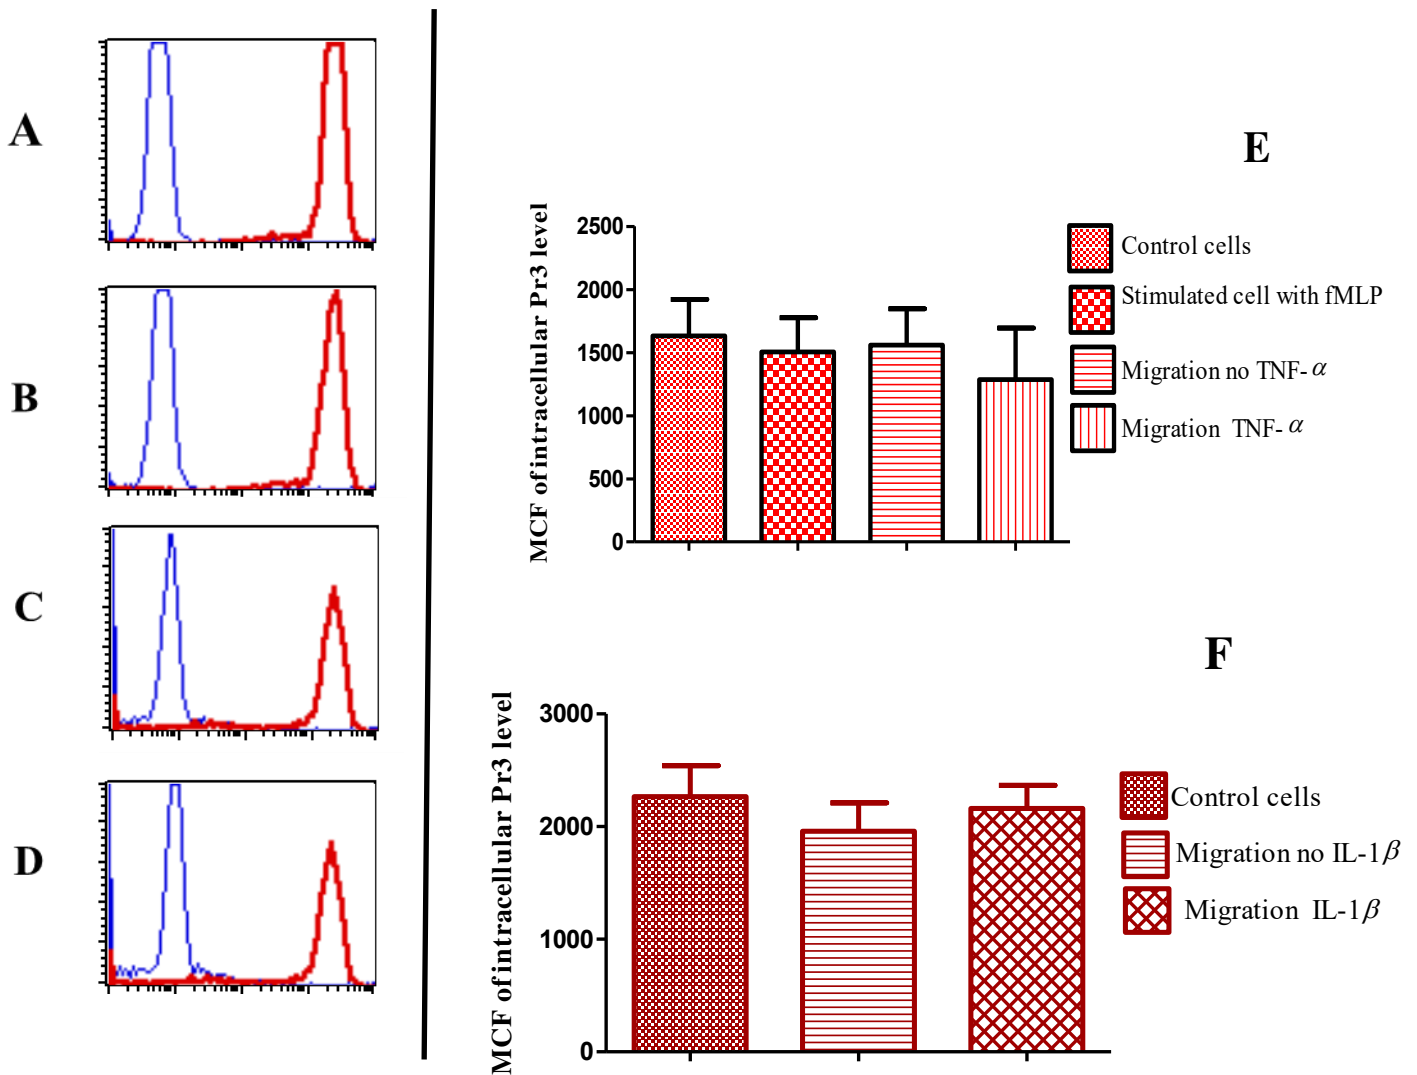 A
B
C
D
E
MCF of intracellular Pr3 level
2500
2000
1500
1000
500
0
Control cells
Stimulated cell with fMLP
Migration no TNF-α
Migration TNF-α
F
MCF of intracellular Pr3 level
3000
2000
1000
0
Control cells
Migration no IL-1β
Migration IL-1β